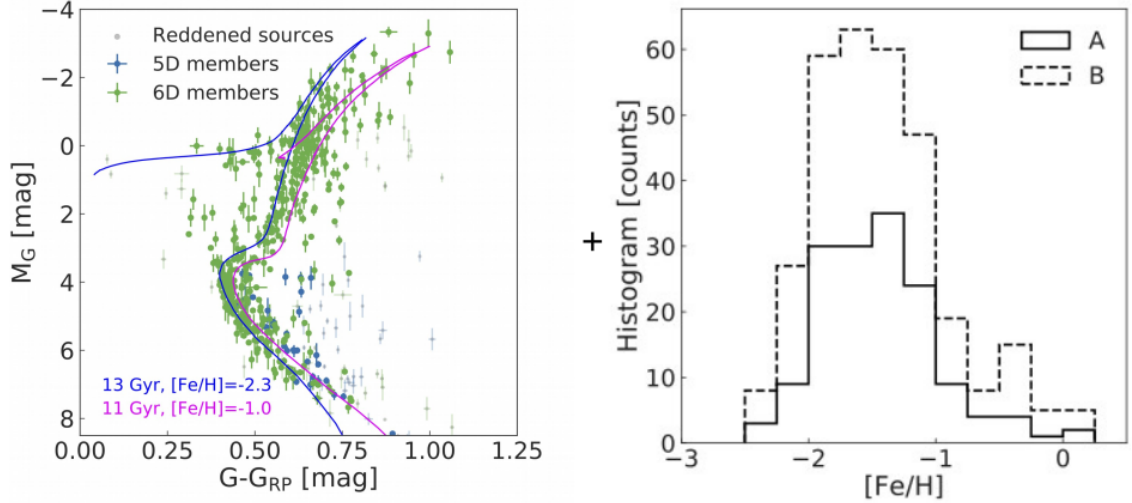 −4
−2
0
2
4
6
8
M_G [mag]
Reddened sources
5D members
6D members
13 Gyr, [Fe/H]=-2.3
11 Gyr, [Fe/H]=-1.0
0.00 0.25 0.50 0.75 1.00 1.25
G-G_RP [mag]
+
60
50
40
30
20
10
0
Histogram [counts]
A
B
−3 −2 −1 0
[Fe/H]